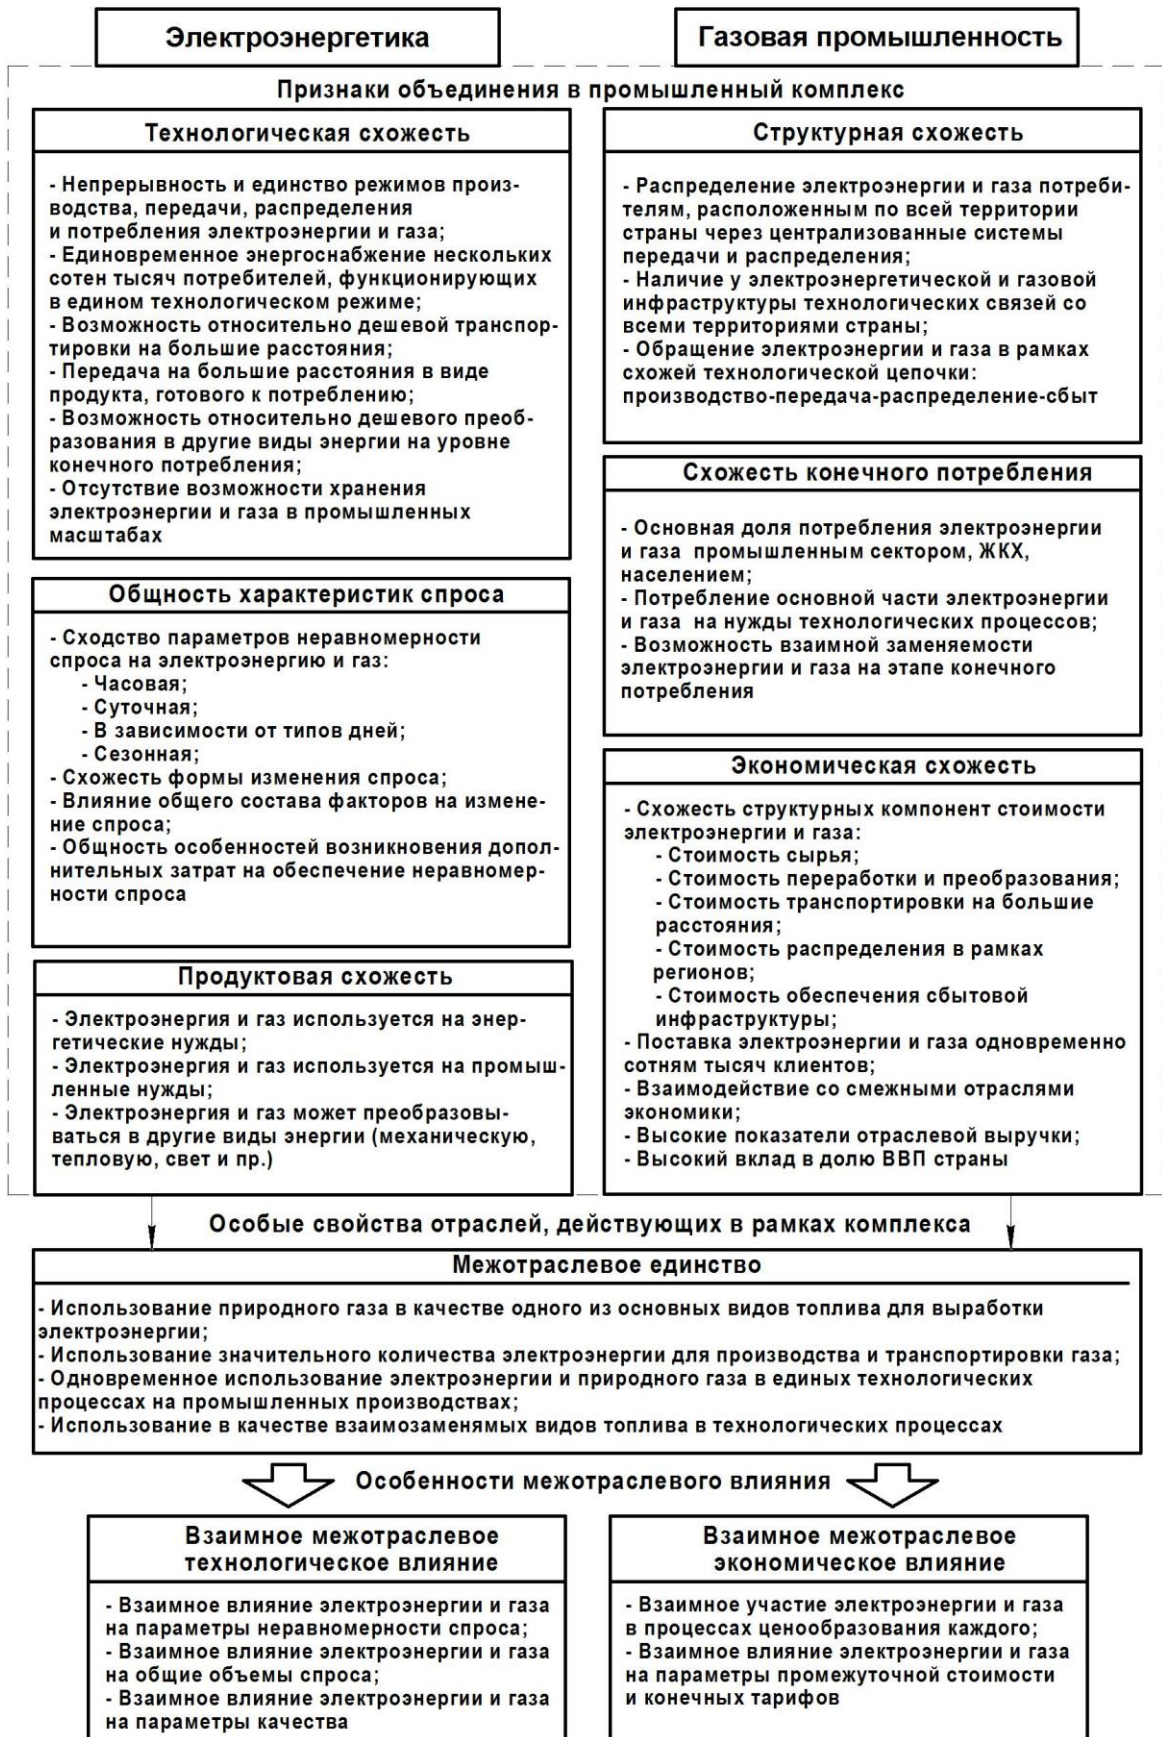 Электроэнергетика
Газовая промышленность
Признаки объединения в промышленный комплекс
Технологическая схожесть
- Непрерывность и единство режимов произ-
водства, передачи, распределения
и потребления электроэнергии и газа;
- Единовременное энергоснабжение нескольких
сотен тысяч потребителей, функционирующих
в едином технологическом режиме;
- Возможность относительно дешевой транспор-
тировки на большие расстояния;
- Передача на большие расстояния в виде
продукта, готового к потреблению;
- Возможность относительно дешевого преоб-
разования в другие виды энергии на уровне
конечного потребления;
- Отсутствие возможности хранения
электроэнергии и газа в промышленных
масштабах
Общность характеристик спроса
- Сходство параметров неравномерности
спроса на электроэнергию и газ:
- Часовая;
- Суточная;
- В зависимости от типов дней;
- Сезонная;
- Схожесть формы изменения спроса;
- Влияние общего состава факторов на измене-
ние спроса;
- Общность особенностей возникновения допол-
нительных затрат на обеспечение неравномер-
ности спроса
Продуктовая схожесть
- Электроэнергия и газ используется на энер-
гетические нужды;
- Электроэнергия и газ используется на промыш-
ленные нужды;
- Электроэнергия и газ может преобразовы-
ваться в другие виды энергии (механическую,
тепловую, свет и пр.)
Структурная схожесть
- Распределение электроэнергии и газа потреби-
телям, расположенным по всей территории
страны через централизованные системы
передачи и распределения;
- Наличие у электроэнергетической и газовой
инфраструктуры технологических связей со
всеми территориями страны;
- Обращение электроэнергии и газа в рамках
схожей технологической цепочки:
производство-передача-распределение-сбыт
Схожесть конечного потребления
- Основная доля потребления электроэнергии
и газа промышленным сектором, ЖКХ,
населением;
- Потребление основной части электроэнергии
и газа на нужды технологических процессов;
- Возможность взаимной заменяемости
электроэнергии и газа на этапе конечного
потребления
Экономическая схожесть
- Схожесть структурных компонент стоимости
электроэнергии и газа:
- Стоимость сырья;
- Стоимость переработки и преобразования;
- Стоимость транспортировки на большие
расстояния;
- Стоимость распределения в рамках
регионов;
- Стоимость обеспечения сбытовой
инфраструктуры;
- Поставка электроэнергии и газа одновременно
сотням тысяч клиентов;
- Взаимодействие со смежными отраслями
экономики;
- Высокие показатели отраслевой выручки;
- Высокий вклад в долю ВВП страны
Особые свойства отраслей, действующих в рамках комплекса
Межотраслевое единство
- Использование природного газа в качестве одного из основных видов топлива для выработки
электроэнергии;
- Использование значительного количества электроэнергии для производства и транспортировки газа;
- Одновременное использование электроэнергии и природного газа в единых технологических
процессах на промышленных производствах;
- Использование в качестве взаимозаменямых видов топлива в технологических процессах
Особенности межотраслевого влияния
Взаимное межотраслевое
технологическое влияние
- Взаимное влияние электроэнергии и газа
на параметры неравномерности спроса;
- Взаимное влияние электроэнергии и газа
на общие объемы спроса;
- Взаимное влияние электроэнергии и газа
на параметры качества
Взаимное межотраслевое
экономическое влияние
- Взаимное участие электроэнергии и газа
в процессах ценообразования каждого;
- Взаимное влияние электроэнергии и газа
на параметры промежуточной стоимости
и конечных тарифов